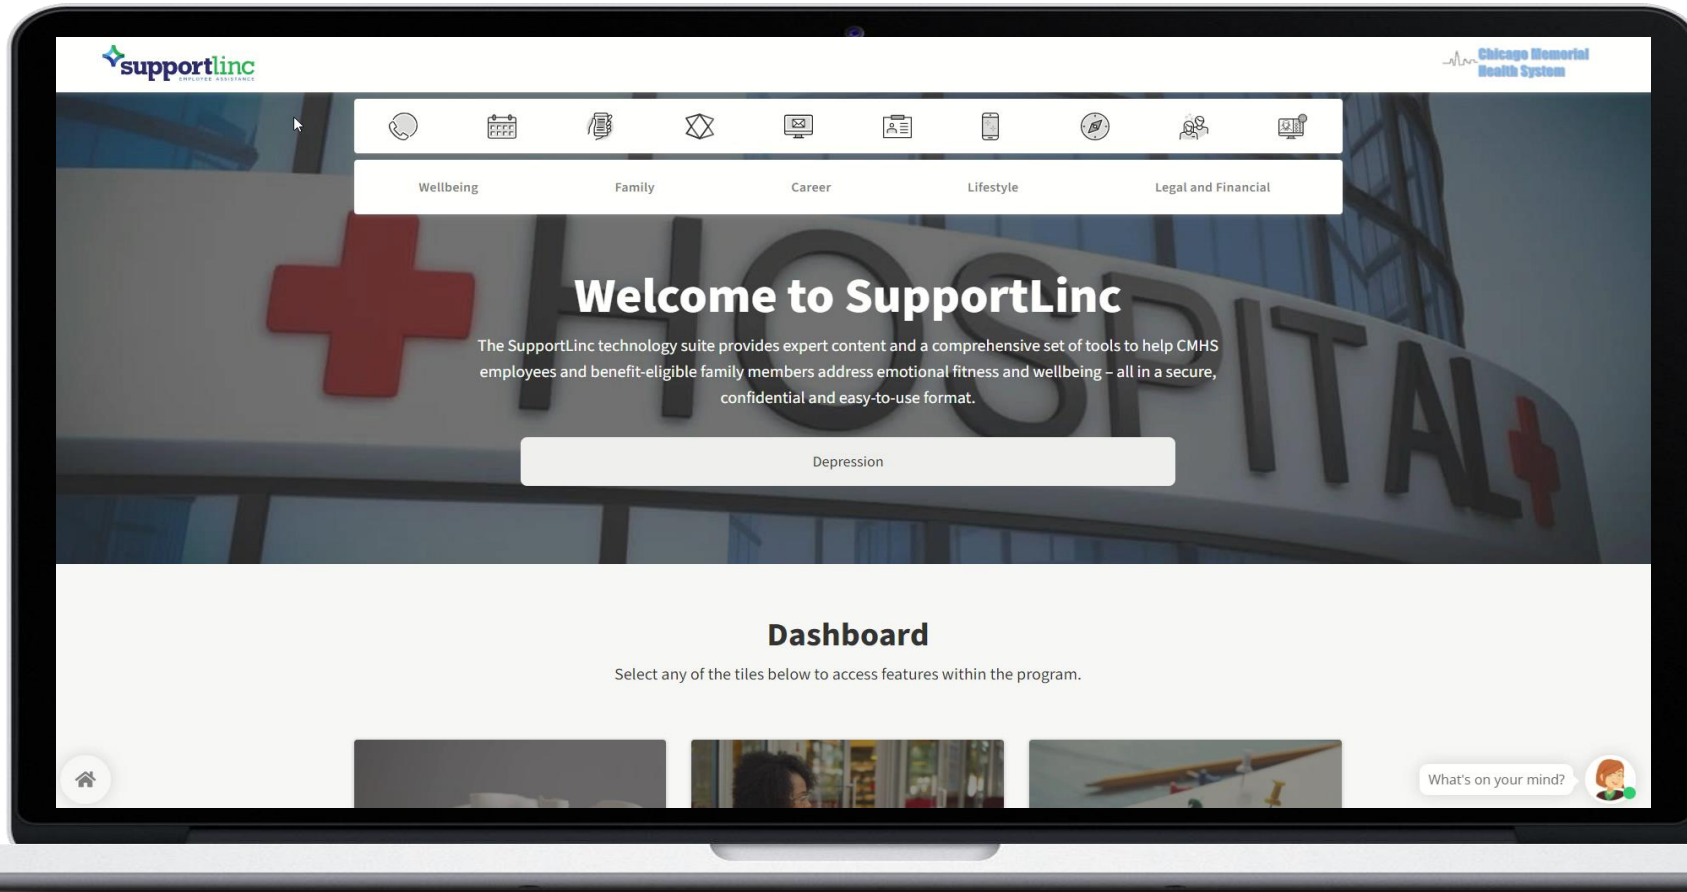 supportlinc
EMPLOYEE ASSISTANCE
Chicago Memorial
Health System
Wellbeing
Family
Career
Lifestyle
Legal and Financial
HOSPITAL
Welcome to SupportLinc
The SupportLinc technology suite provides expert content and a comprehensive set of tools to help CMHS
employees and benefit-eligible family members address emotional fitness and wellbeing – all in a secure,
confidential and easy-to-use format.
Depression
Dashboard
Select any of the tiles below to access features within the program.
What's on your mind?